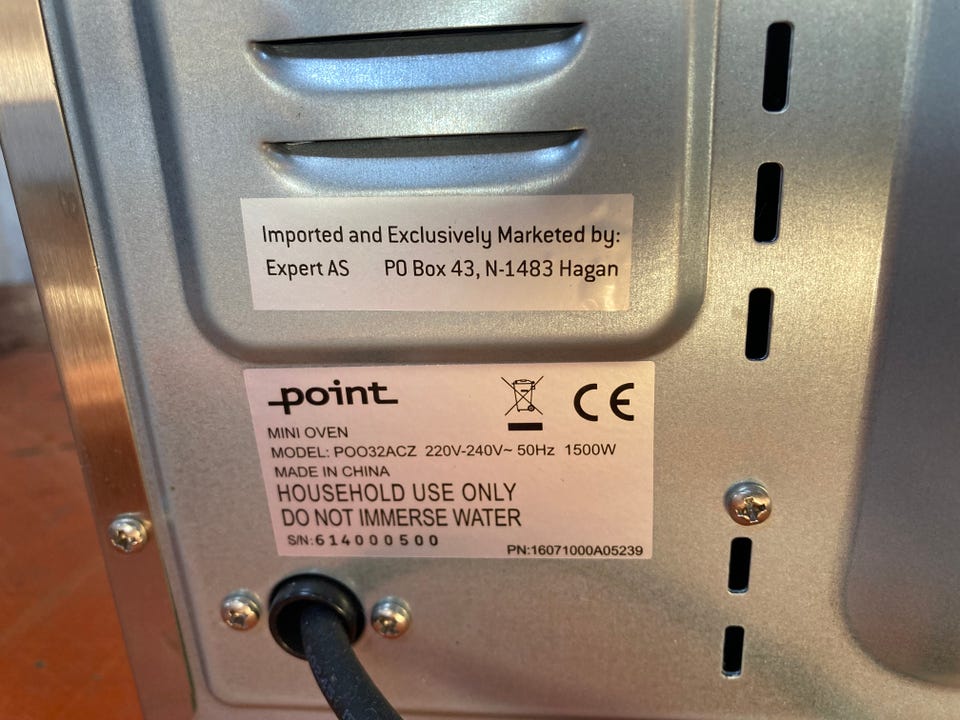 Imported and Exclusively Marketed by:
Expert AS PO Box 43, N-1483 Hagan
point
CE
MINI OVEN
MODEL: POO32ACZ 220V-240V~ 50Hz 1500W
MADE IN CHINA
HOUSEHOLD USE ONLY
DO NOT IMMERSE WATER
S/N:614000500
PN:16071000A05239